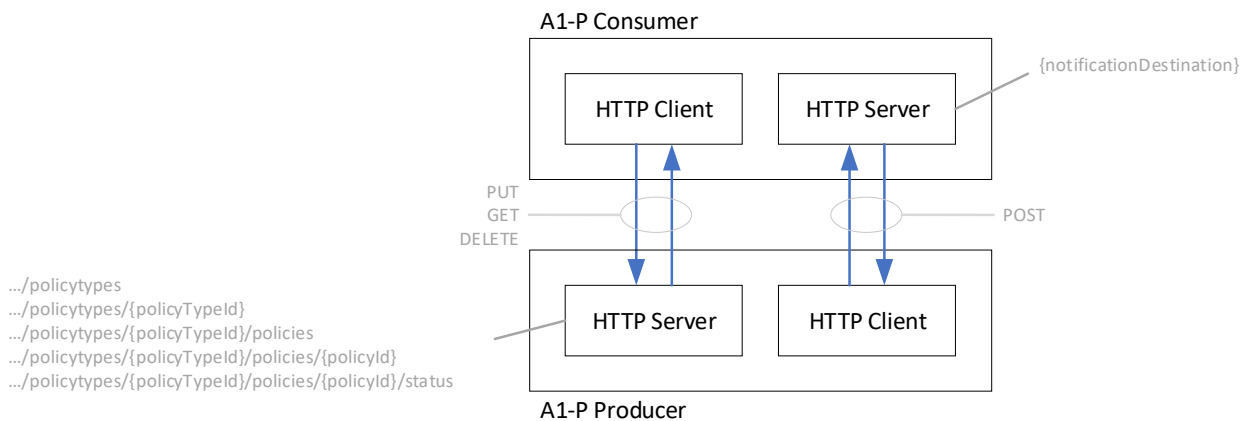 A1-P Consumer
{notificationDestination}
HTTP Client
HTTP Server
PUT
GET
DELETE
POST
…/policytypes
…/policytypes/{policyTypeId}
…/policytypes/{policyTypeId}/policies
…/policytypes/{policyTypeId}/policies/{policyId}
…/policytypes/{policyTypeId}/policies/{policyId}/status
HTTP Server
HTTP Client
A1-P Producer